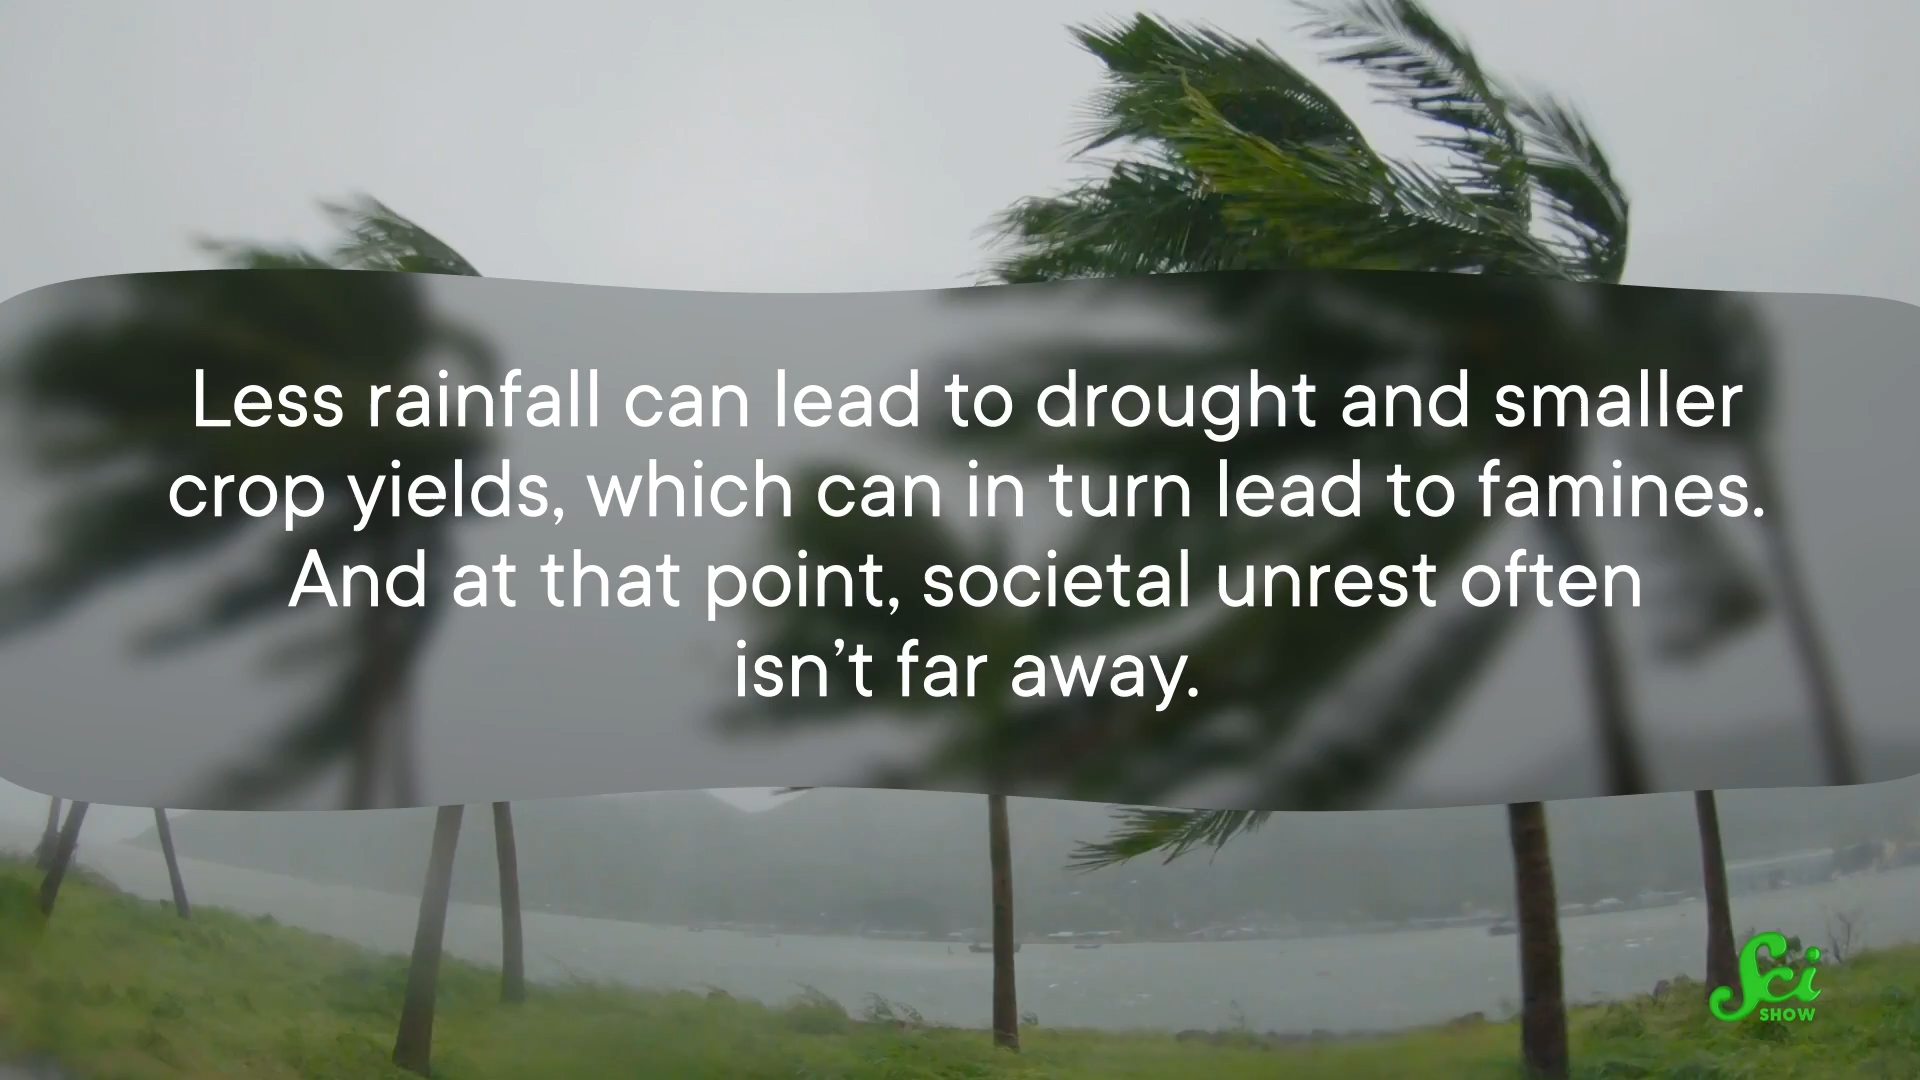 Less rainfall can lead to drought and smaller
crop yields, which can in turn lead to famines.
And at that point, societal unrest often
isn’t far away.
Sci
SHOW